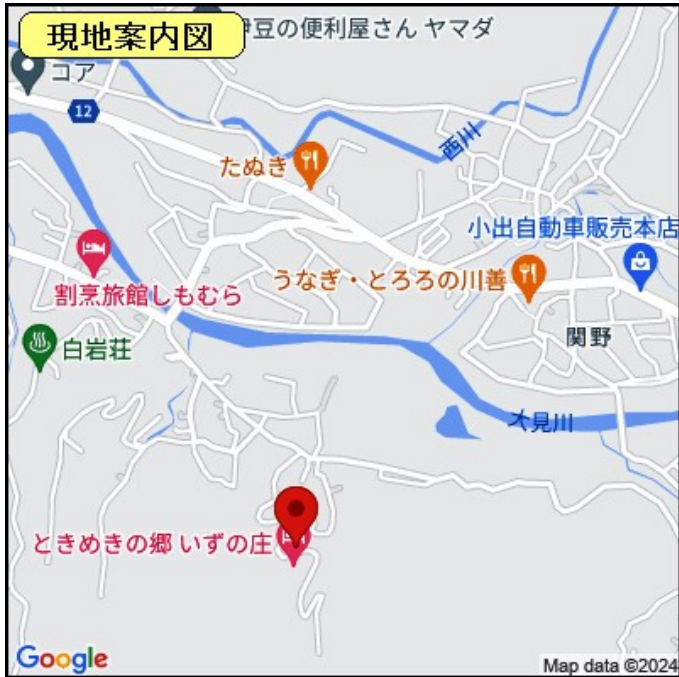 現地案内図
豆の便利屋さん ヤマダ
コア
12
西川
たぬき
小出自動車販売本店
うなぎ・とろろの川善
割烹旅館しもむら
関野
白岩荘
大見川
ときめきの郷 いずの庄
Google
Map data ©2024